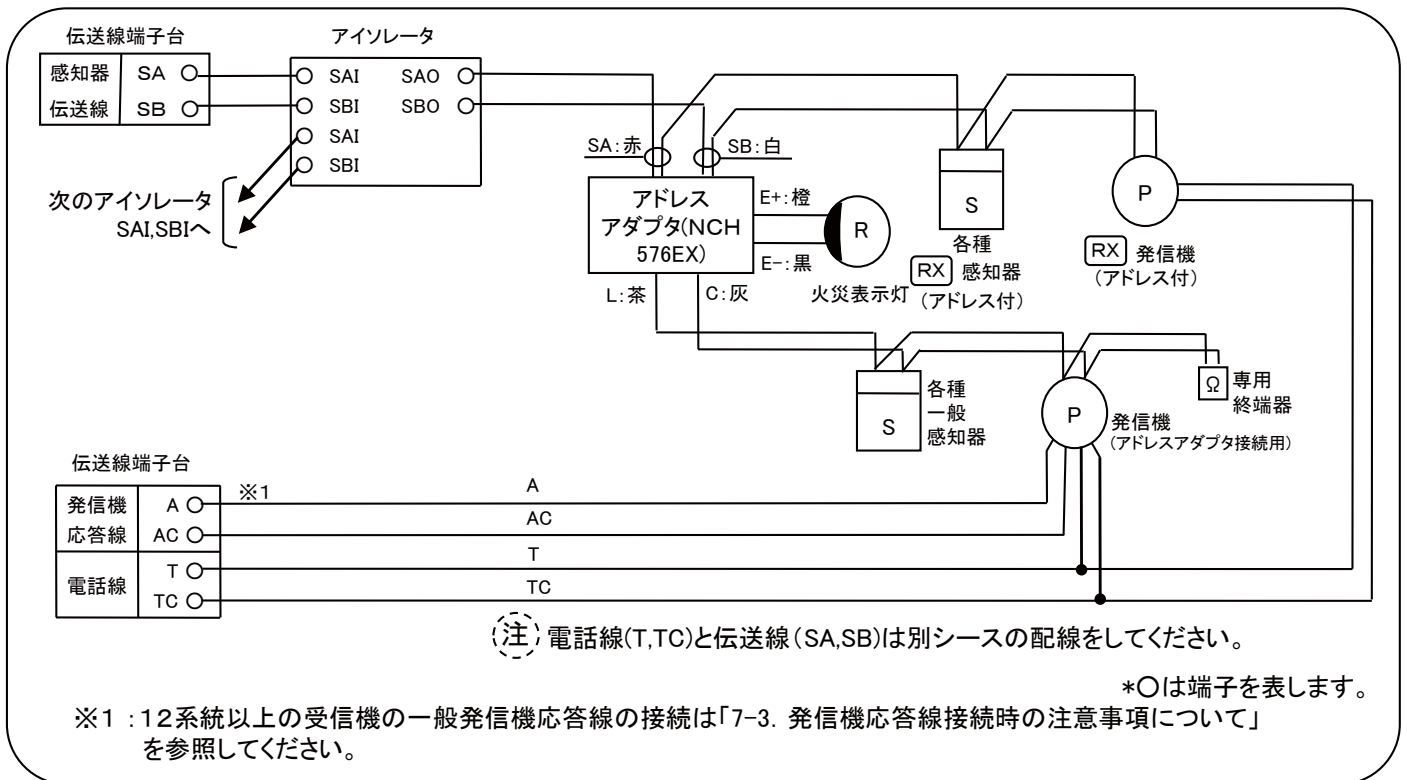 伝送線端子台
アイソレータ
感知器 SA
伝送線 SB
SAI SAO
SBI SBO
SAI
SBI
次のアイソレータ
SAI,SBIへ
SA:赤
SB:白
アドレス
アダプタ(NCH
576EX)
E+:橙
E-:黒
R
火災表示灯
L:茶
C:灰
S
各種
RX 感知器
(アドレス付)
P
RX 発信機
(アドレス付)
S
各種
一般
感知器
P
発信機
(アドレスアダプタ接続用)
Ω
専用
終端器
伝送線端子台
発信機 A
応答線 AC
電話線
T
TC
※1
A
AC
T
TC
注 電話線(T,TC)と伝送線(SA,SB)は別シースの配線をしてください。
*○は端子を表します。
※1:12系統以上の受信機の一般発信機応答線の接続は「7-3. 発信機応答線接続時の注意事項について」
を参照してください。